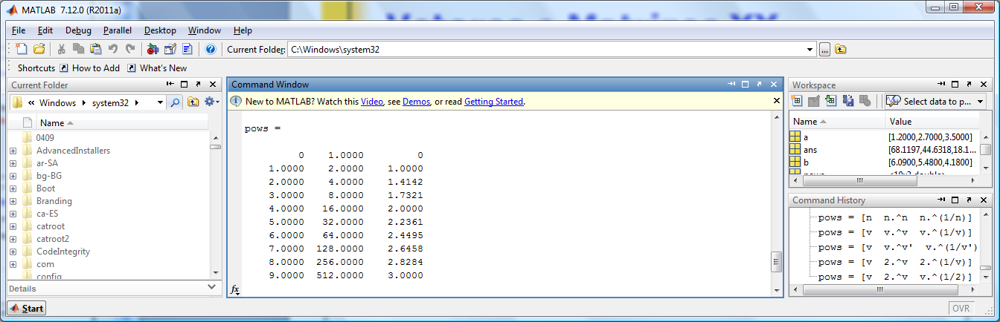 MATLAB 7.12.0 (R2011a)
File Edit Debug Parallel Desktop Window Help
Current Folder: C:\Windows\system32
Shortcuts How to Add What's New
Current Folder
« Windows system32
Name
0409
AdvancedInstallers
ar-SA
bg-BG
Boot
Branding
ca-ES
catroot
catroot2
CodeIntegrity
com
config
Details
Command Window
New to MATLAB? Watch this Video, see Demos, or read Getting Started.
pows =
0 1.0000 0
1.0000 2.0000 1.0000
2.0000 4.0000 1.4142
3.0000 8.0000 1.7321
4.0000 16.0000 2.0000
5.0000 32.0000 2.2361
6.0000 64.0000 2.4495
7.0000 128.0000 2.6458
8.0000 256.0000 2.8284
9.0000 512.0000 3.0000
fx
Workspace
Select data to p...
Name Value
a [1.2000,2.7000,3.5000]
ans [68.1197,44.6318,18.1...
b [6.0900,5.4800,4.1800]
Command History
pows = [n n.^n n.^(1/n)]
pows = [v v.^v v.^(1/v)]
pows = [v v.^v' v.^(1/v')
pows = [v 2.^v 2.^(1/v)]
pows = [v 2.^v v.^(1/2)]
Start
OVR